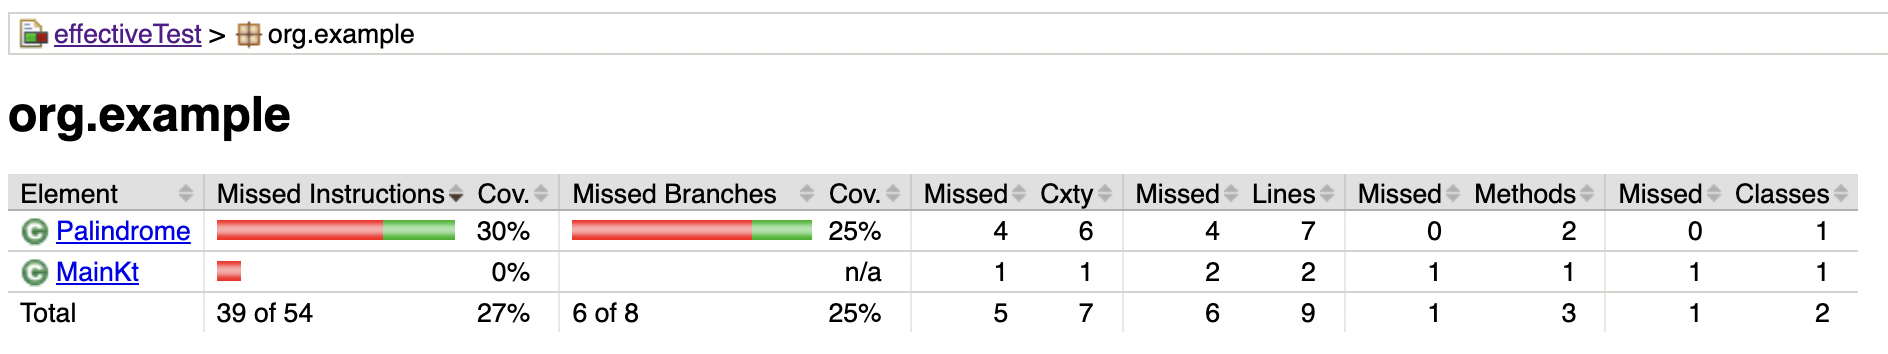 effectiveTest > org.example
org.example
Element Missed Instructions Cov. Missed Branches Cov. Missed Cxty Missed Lines Missed Methods Missed Classes
C Palindrome 30% 25% 4 6 4 7 0 2 0 1
C MainKt 0% n/a 1 1 2 2 1 1 1 1
Total 39 of 54 27% 6 of 8 25% 5 7 6 9 1 3 1 2